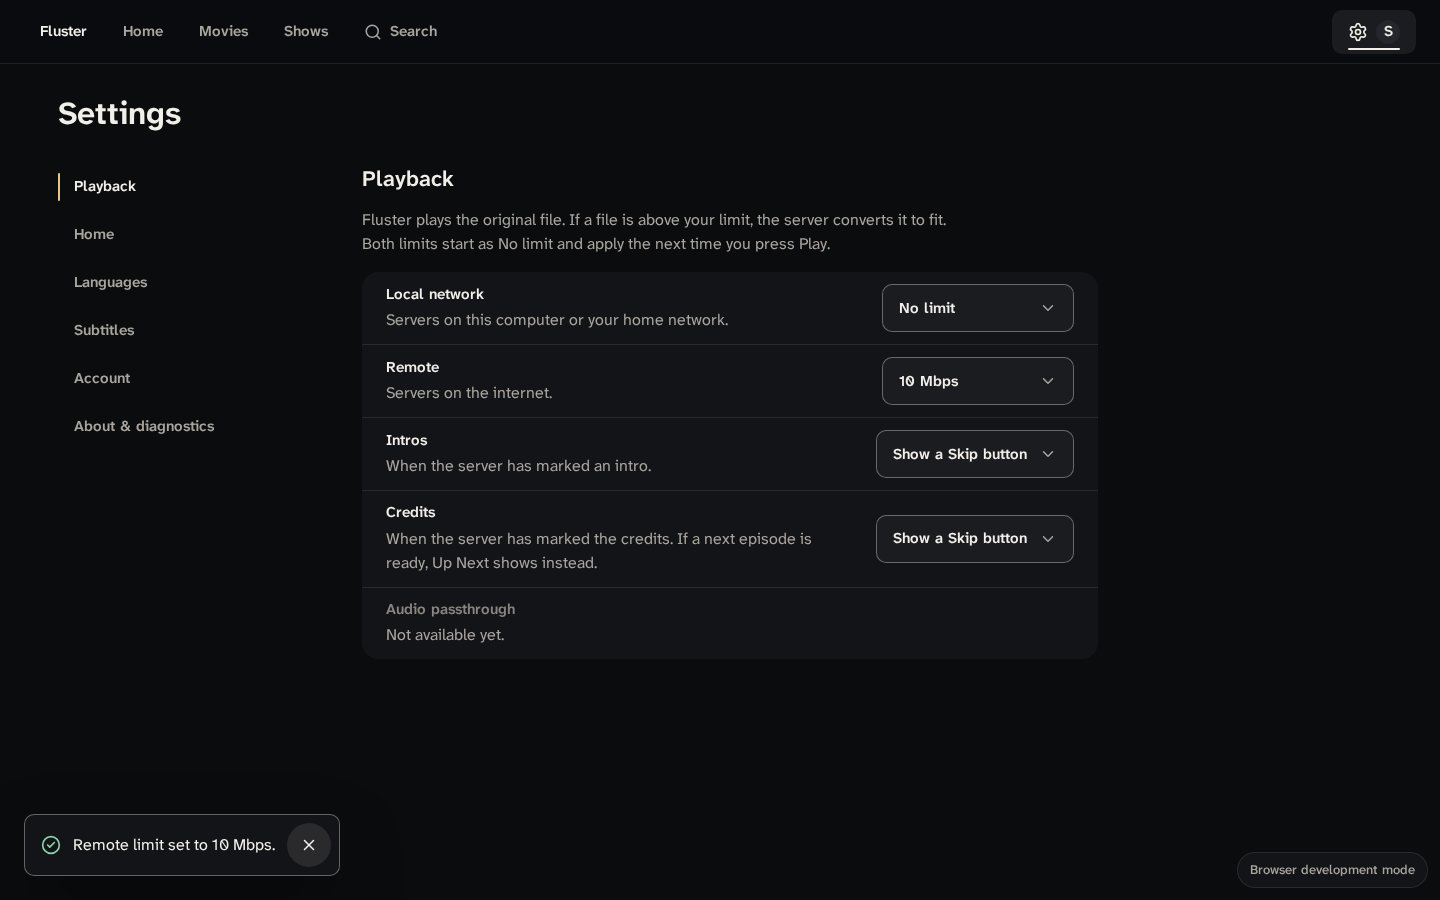 Fluster
Home
Movies
Shows
Search
S
Settings
Playback
Home
Languages
Subtitles
Account
About & diagnostics
Playback
Fluster plays the original file. If a file is above your limit, the server converts it to fit.
Both limits start as No limit and apply the next time you press Play.
Local network
Servers on this computer or your home network.
No limit
Remote
Servers on the internet.
10 Mbps
Intros
When the server has marked an intro.
Show a Skip button
Credits
When the server has marked the credits. If a next episode is
ready, Up Next shows instead.
Show a Skip button
Audio passthrough
Not available yet.
Remote limit set to 10 Mbps.
Browser development mode